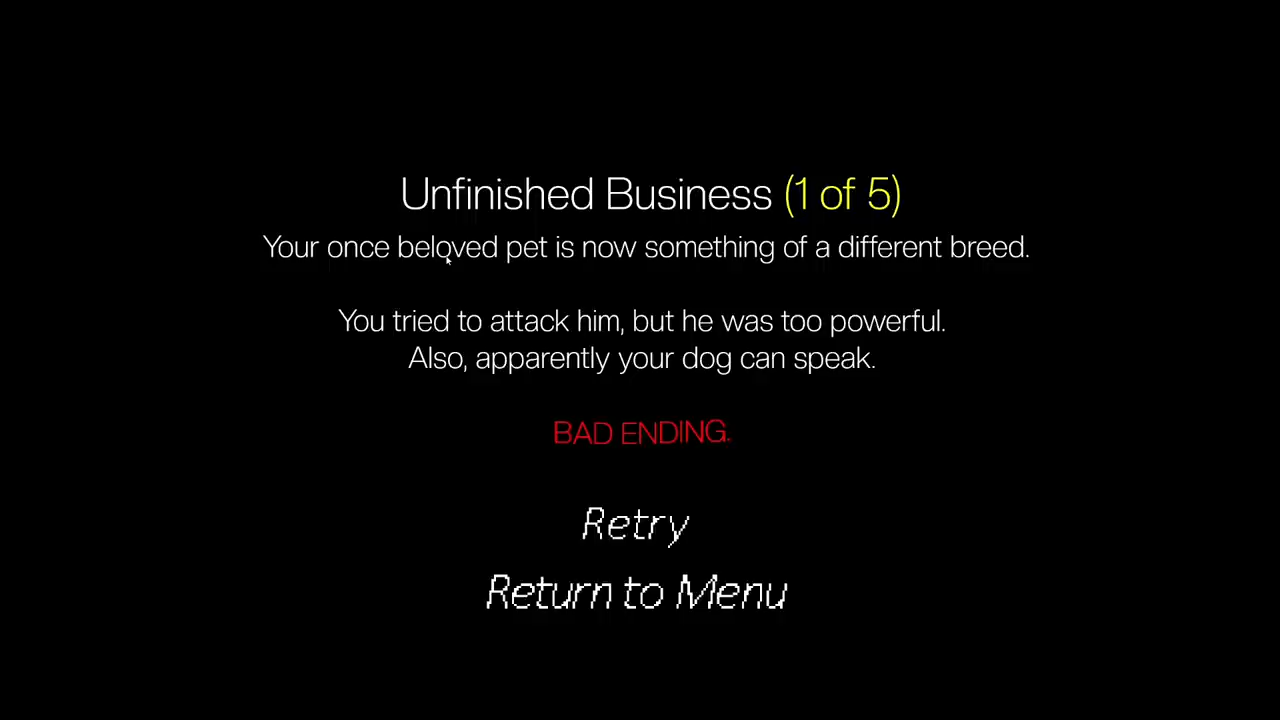 Unfinished Business (1 of 5)
Your once beloved pet is now something of a different breed.
You tried to attack him, but he was too powerful.
Also, apparently your dog can speak.
BAD ENDING.
Retry
Return to Menu